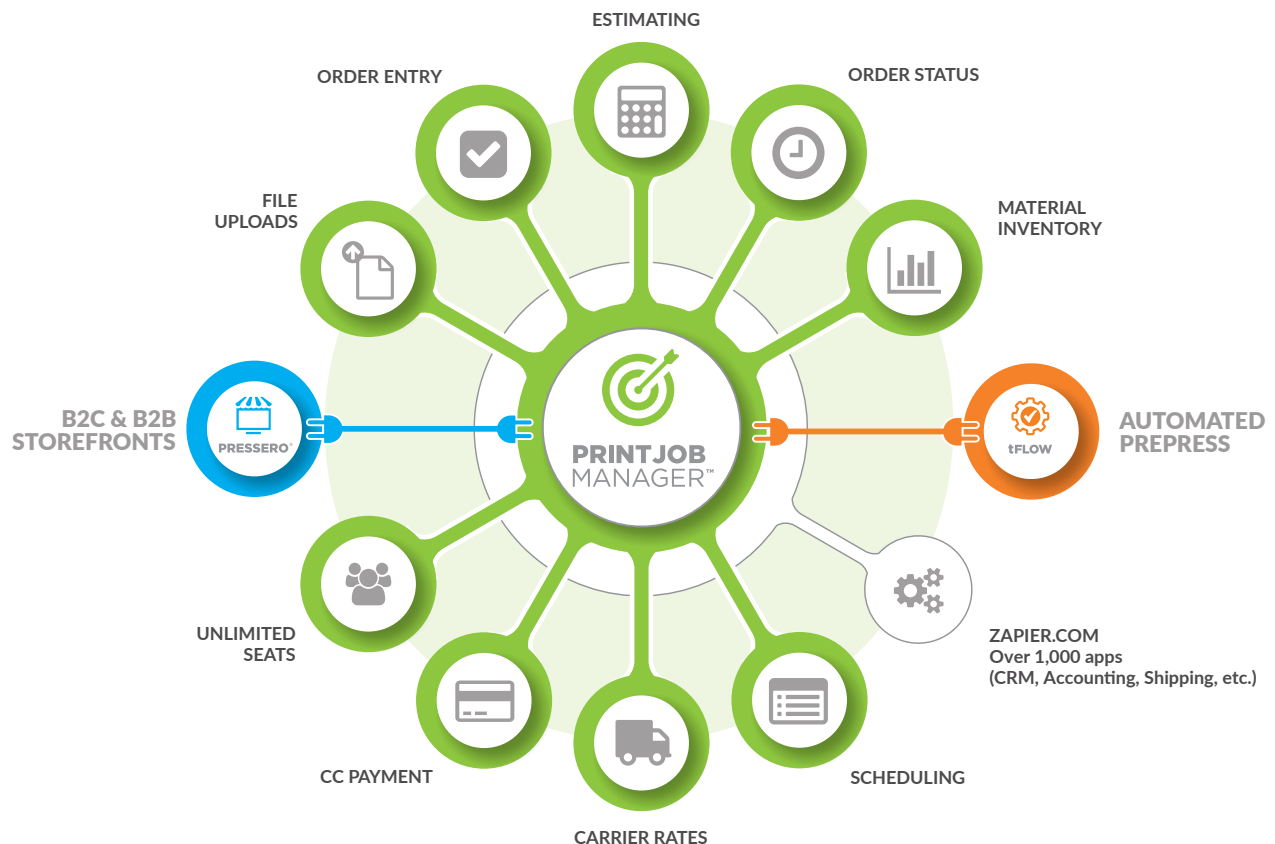 ESTIMATING
ORDER ENTRY
ORDER STATUS
FILE
UPLOADS
MATERIAL
INVENTORY
B2C & B2B
STOREFRONTS
PRESSERO®
PRINTJOB
MANAGER™
tFLOW
AUTOMATED
PREPRESS
UNLIMITED
SEATS
ZAPIER.COM
Over 1,000 apps
(CRM, Accounting, Shipping, etc.)
CC PAYMENT
SCHEDULING
CARRIER RATES